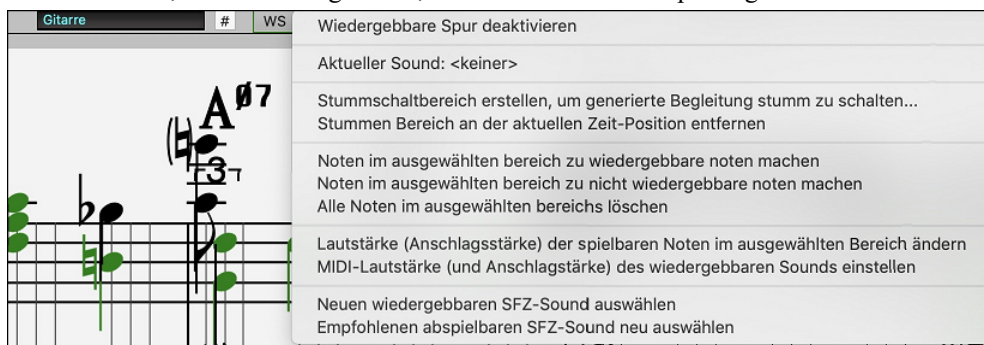 Gitarre # WS
Wiedergebbare Spur deaktivieren
Aktueller Sound: <keiner>
Stummschaltbereich erstellen, um generierte Begleitung stumm zu schalten...
Stummen Bereich an der aktuellen Zeit-Position entfernen
Aø7
3
Noten im ausgewählten bereich zu wiedergebbare noten machen
Noten im ausgewählten bereich zu nicht wiedergebbare noten machen
Alle Noten im ausgewählten bereichs löschen
Lautstärke (Anschlagsstärke) der spielbaren Noten im ausgewählten Bereich ändern
MIDI-Lautstärke (und Anschlagstärke) des wiedergebbaren Sounds einstellen
Neuen wiedergebbaren SFZ-Sound auswählen
Empfohlenen abspielbaren SFZ-Sound neu auswählen